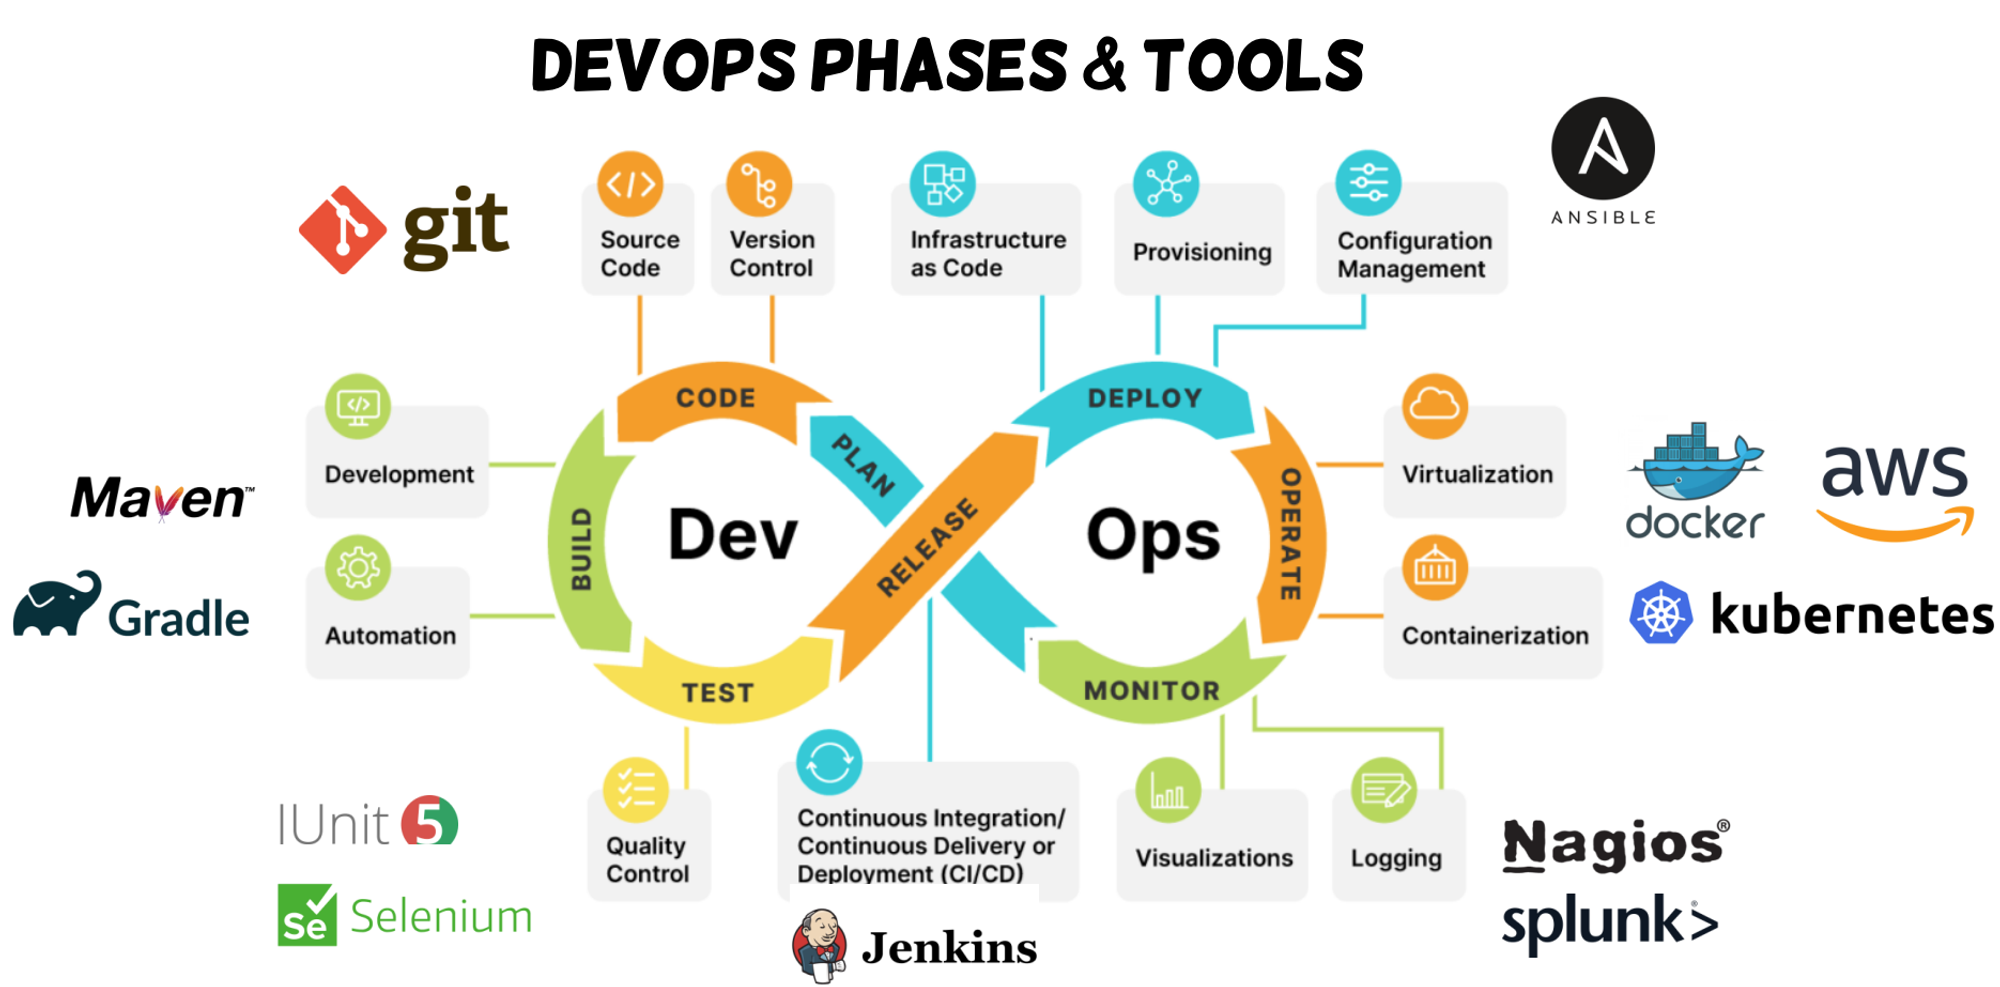 DEVOPS PHASES & TOOLS
ANSIBLE
git
Source
Code
Version
Control
Infrastructure
as Code
Provisioning
Configuration
Management
CODE
DEPLOY
PLAN
Development
Virtualization
Maven™
BUILD
Dev
RELEASE
Ops
OPERATE
docker
aws
Gradle
Automation
Containerization
kubernetes
TEST
MONITOR
IUnit 5
Quality
Control
Continuous Integration/
Continuous Delivery or
Deployment (CI/CD)
Visualizations
Logging
Nagios®
Se Selenium
Jenkins
splunk>®